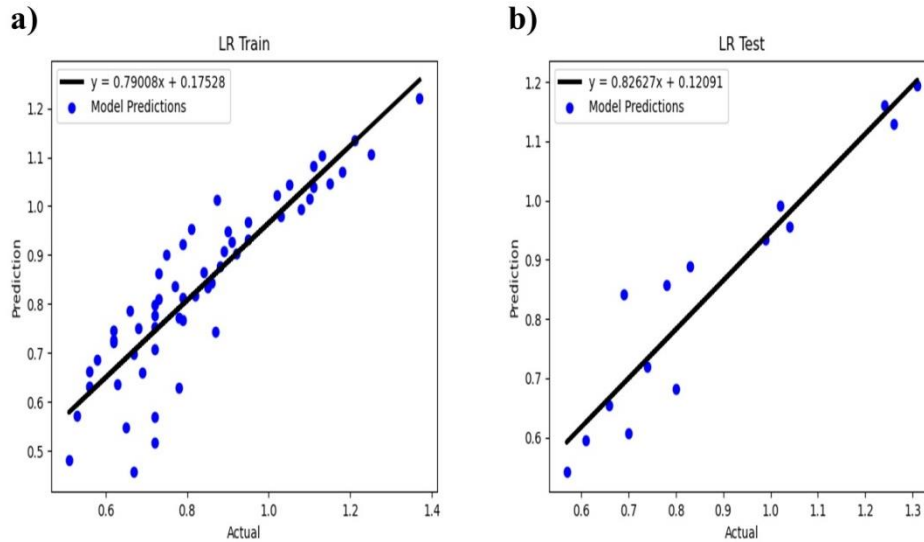 a)
LR Train
y = 0.79008x + 0.17528
Model Predictions
Prediction
1.2
1.1
1.0
0.9
0.8
0.7
0.6
0.5
0.6
0.8
1.0
1.2
1.4
Actual
b)
LR Test
y = 0.82627x + 0.12091
Model Predictions
Prediction
1.2
1.1
1.0
0.9
0.8
0.7
0.6
0.6
0.7
0.8
0.9
1.0
1.1
1.2
1.3
Actual